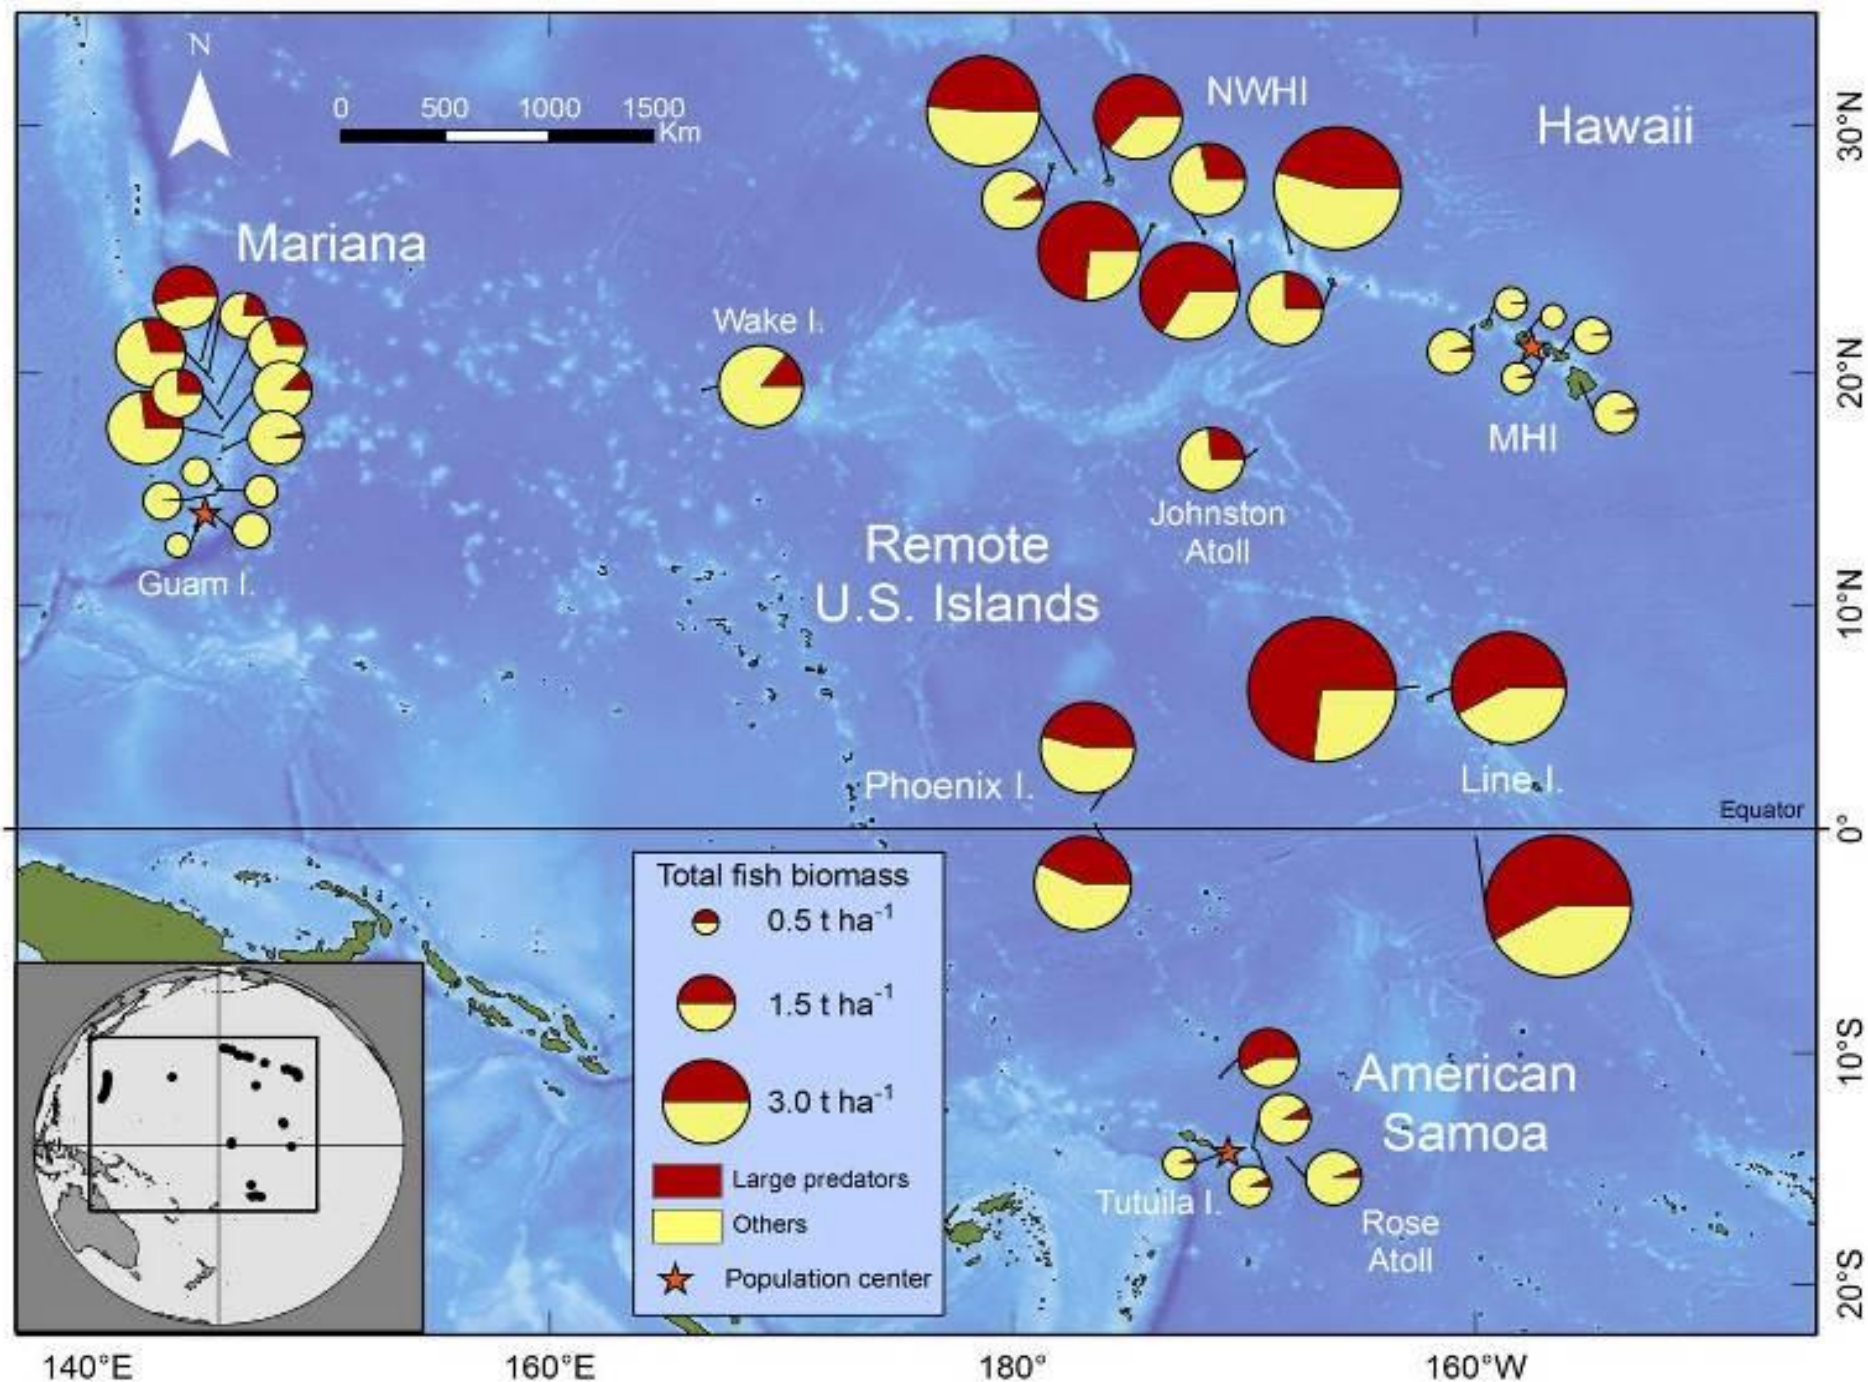 N
0 500 1000 1500
Km
NWHI
Hawaii
Mariana
Wake I.
MHI
Johnston
Atoll
Remote
U.S. Islands
Guam I.
Phoenix I.
Line I.
Equator
Total fish biomass
0.5 t ha⁻¹
1.5 t ha⁻¹
3.0 t ha⁻¹
Large predators
Others
Population center
American
Samoa
Tutuila I.
Rose
Atoll
30°N
20°N
10°N
0°
10°S
20°S
140°E 160°E 180° 160°W